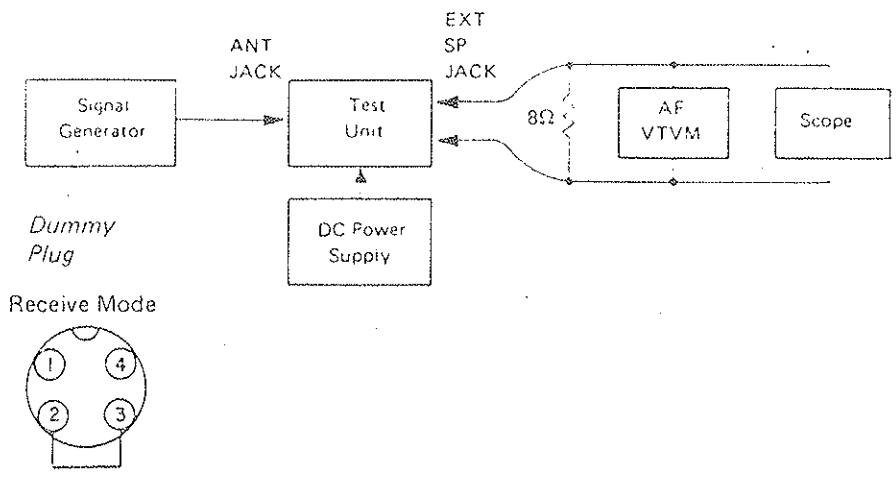 ANT
JACK
EXT
SP
JACK
Signal
Generator
Test
Unit
8Ω
AF
VTVM
Scope
DC Power
Supply
Dummy
Plug
Receive Mode
1
4
2
3